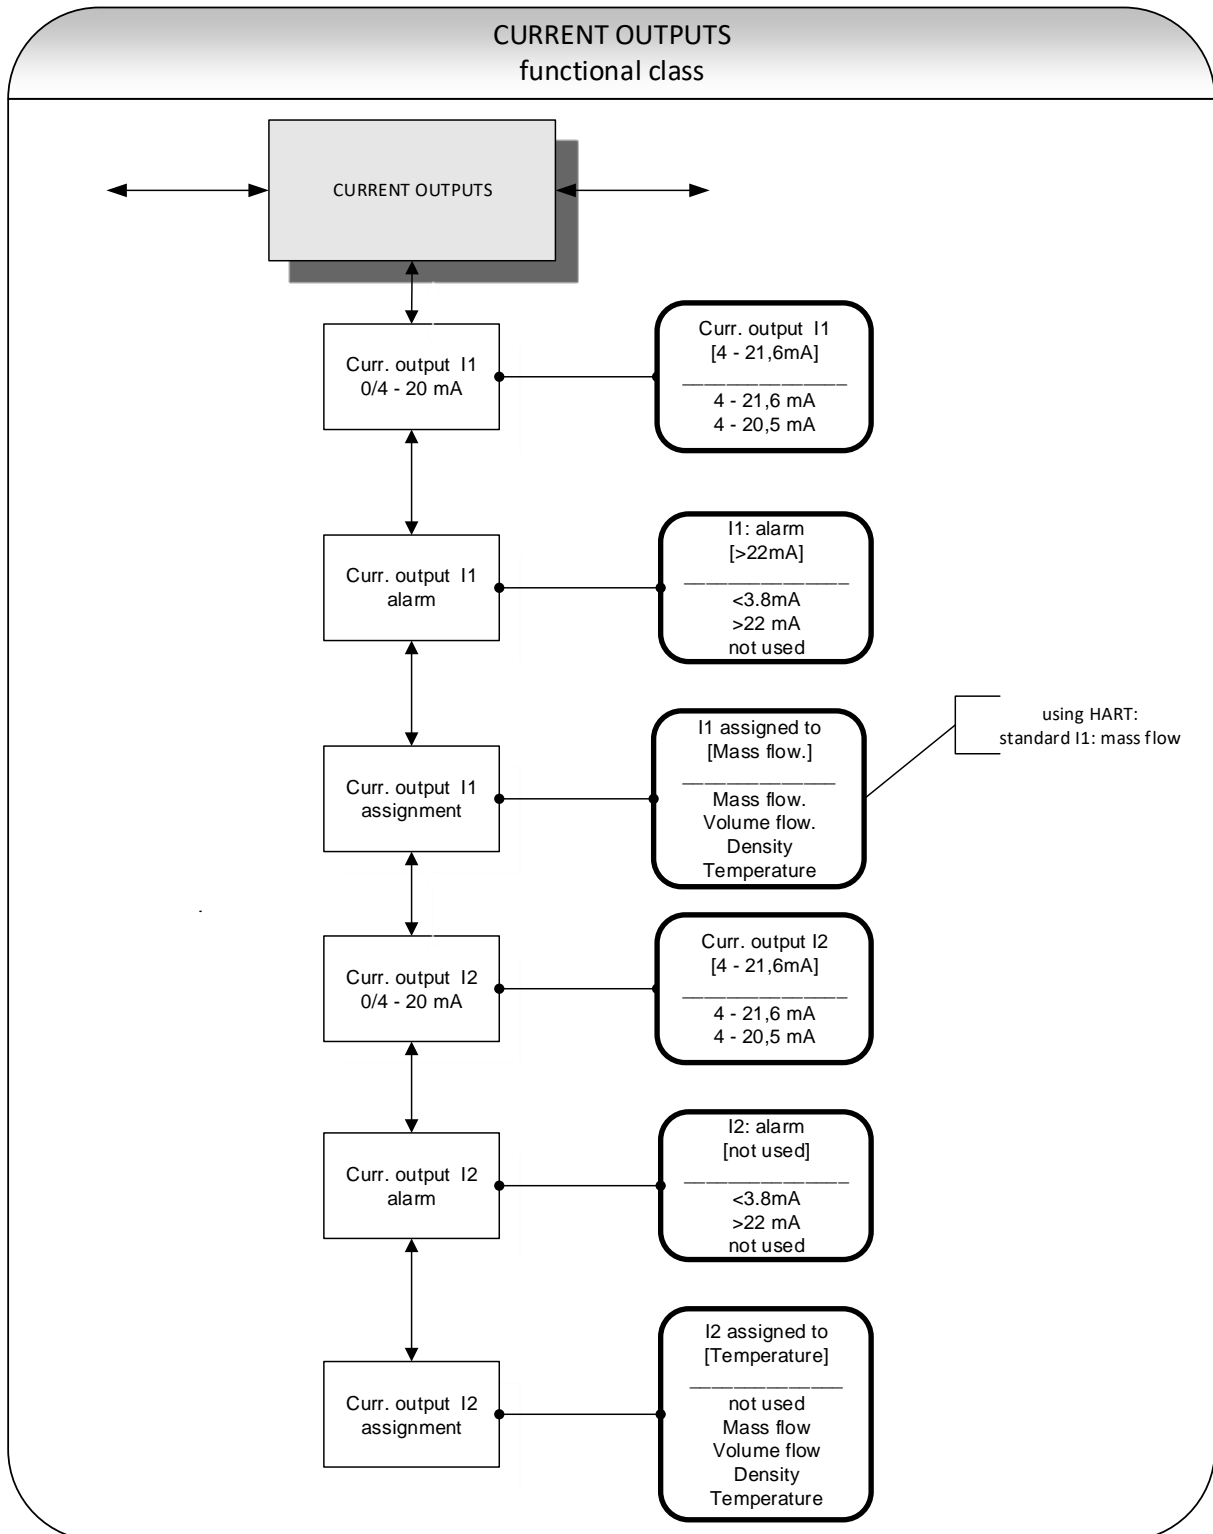 CURRENT OUTPUTS
functional class
CURRENT OUTPUTS
Curr. output I1
0/4 - 20 mA
Curr. output I1
[4 - 21,6mA]
4 - 21,6 mA
4 - 20,5 mA
Curr. output I1
alarm
I1: alarm
[>22mA]
<3.8mA
>22 mA
not used
Curr. output I1
assignment
I1 assigned to
[Mass flow.]
Mass flow.
Volume flow.
Density
Temperature
using HART:
standard I1: mass flow
Curr. output I2
0/4 - 20 mA
Curr. output I2
[4 - 21,6mA]
4 - 21,6 mA
4 - 20,5 mA
Curr. output I2
alarm
I2: alarm
[not used]
<3.8mA
>22 mA
not used
Curr. output I2
assignment
I2 assigned to
[Temperature]
not used
Mass flow
Volume flow
Density
Temperature